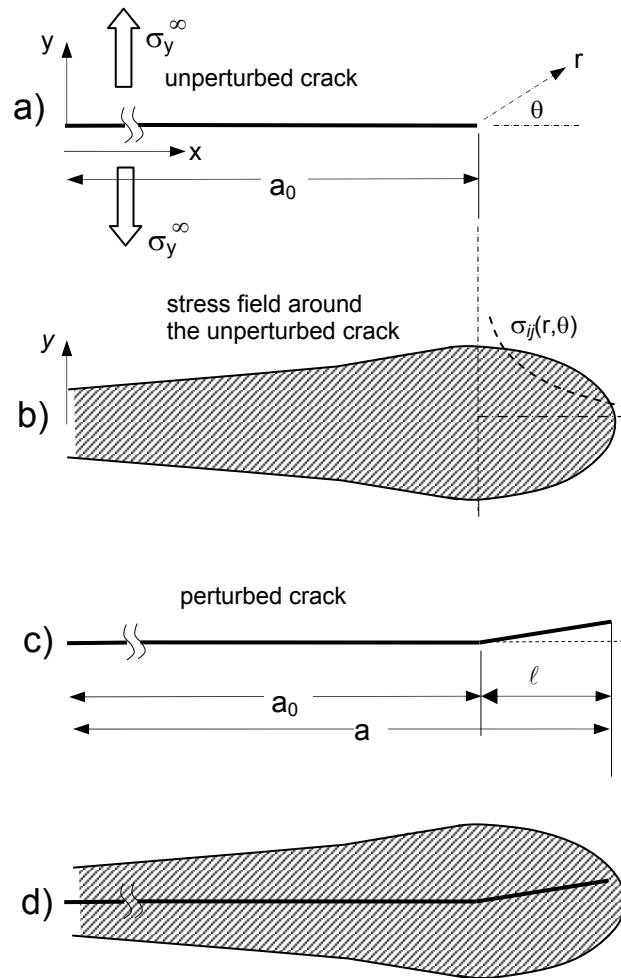 σy∞
y
unperturbed crack
r
a)
θ
x
a0
σy∞
stress field around
the unperturbed crack
σij(r,θ)
y
b)
perturbed crack
c)
ℓ
a0
a
d)